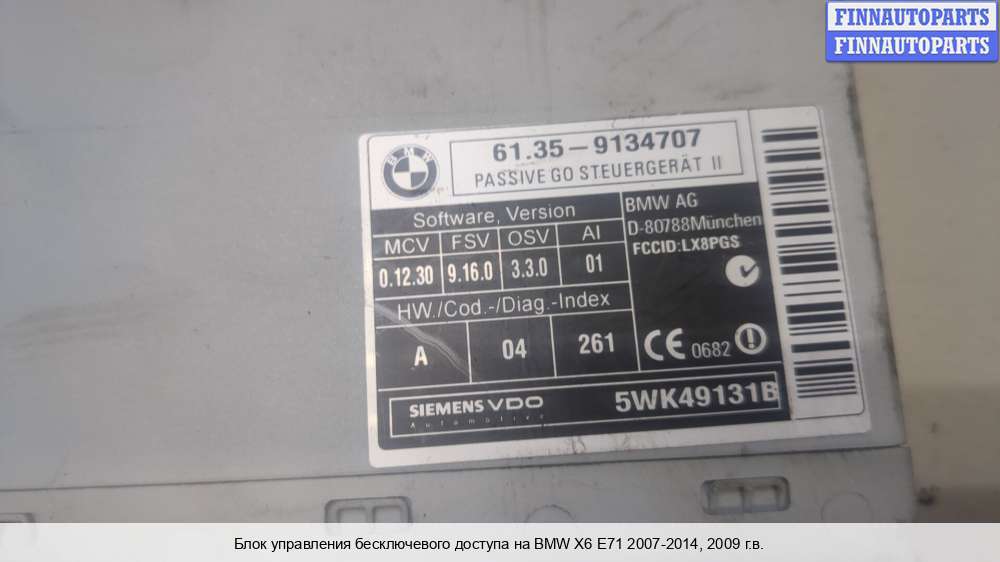 FINNAUTOPARTS
FINNAUTOPARTS
BMW
61.35-9134707
PASSIVE GO STEUERGERÄT II
Software, Version
MCV FSV OSV AI
0.12.30 9.16.0 3.3.0 01
HW./Cod.-/Diag.-Index
A 04 261
BMW AG
D-80788München
FCCID:LX8PGS
CE 0682
SIEMENS VDO
Automotive
5WK49131B
Блок управления бесключевого доступа на BMW X6 E71 2007-2014, 2009 г.в.